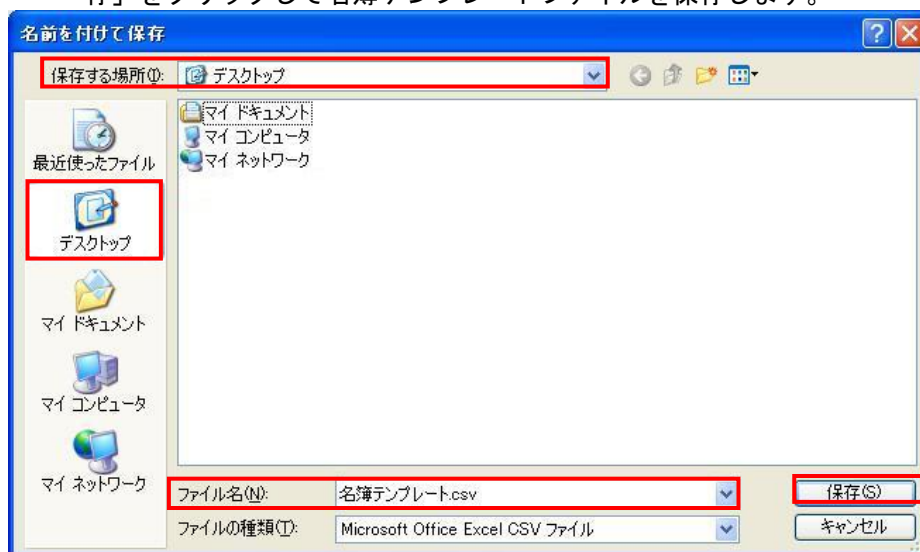 存」をクリックして名簿テンプレートファイルを保存します。
名前を付けて保存
保存する場所(I): デスクトップ
マイ ドキュメント
マイ コンピュータ
マイ ネットワーク
最近使ったファイル
デスクトップ
マイ ドキュメント
マイ コンピュータ
マイ ネットワーク
ファイル名(N): 名簿テンプレート.csv 保存(S)
ファイルの種類(T): Microsoft Office Excel CSV ファイル キャンセル